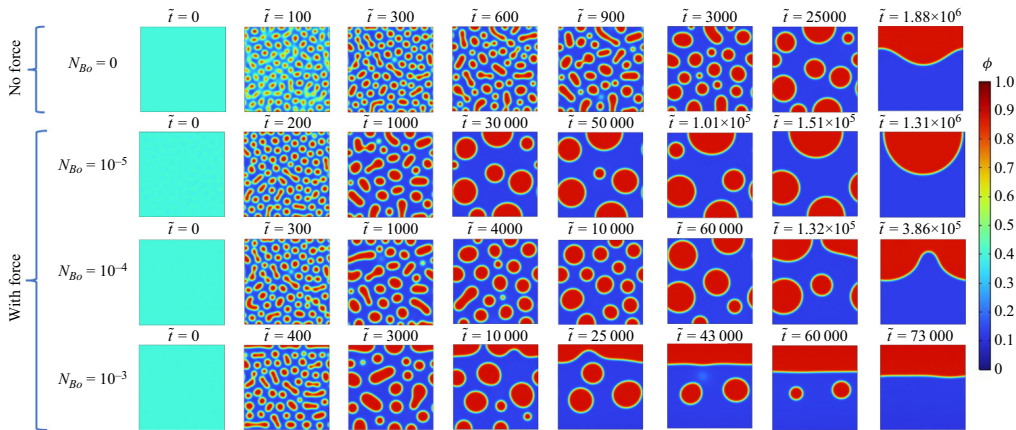 t̃ = 0 t̃ = 100 t̃ = 300 t̃ = 600 t̃ = 900 t̃ = 3000 t̃ = 25000 t̃ = 1.88×10⁶
No force
N_Bo = 0
t̃ = 0 t̃ = 200 t̃ = 1000 t̃ = 30 000 t̃ = 50 000 t̃ = 1.01×10⁵ t̃ = 1.51×10⁵ t̃ = 1.31×10⁶
N_Bo = 10⁻⁵
t̃ = 0 t̃ = 300 t̃ = 1000 t̃ = 4000 t̃ = 10 000 t̃ = 60 000 t̃ = 1.32×10⁵ t̃ = 3.86×10⁵
With force
N_Bo = 10⁻⁴
t̃ = 0 t̃ = 400 t̃ = 3000 t̃ = 10 000 t̃ = 25 000 t̃ = 43 000 t̃ = 60 000 t̃ = 73 000
N_Bo = 10⁻³
ϕ
1.0
0.9
0.8
0.7
0.6
0.5
0.4
0.3
0.2
0.1
0